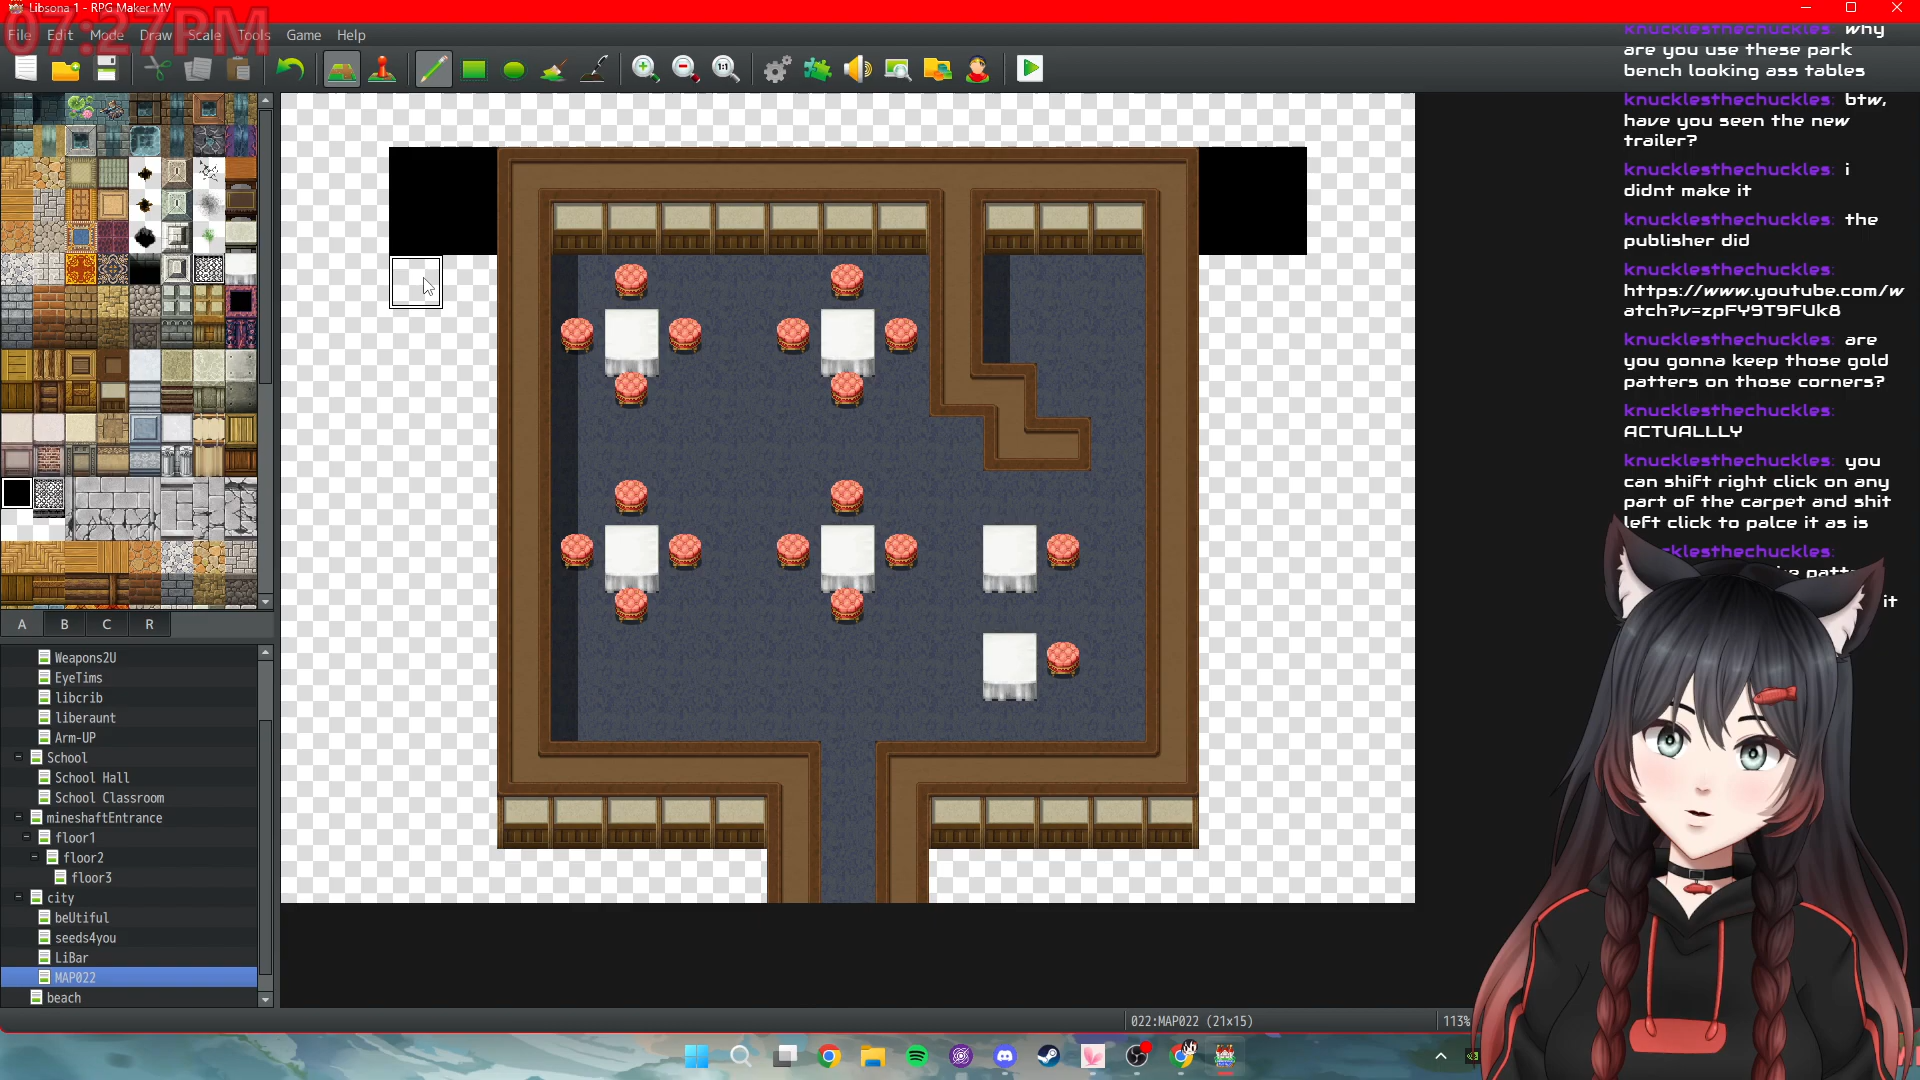 Libsona 1 - RPG Maker MV
07:27PM
File Edit Mode Draw Scale Tools Game Help
1:1
knucklesthechuckles: why
are you use these park
bench looking ass tables
knucklesthechuckles: btw,
have you seen the new
trailer?
knucklesthechuckles: i
didnt make it
knucklesthechuckles: the
publisher did
knucklesthechuckles:
https://www.youtube.com/w
atch?v=zpFY9T9FUk8
knucklesthechuckles: are
you gonna keep those gold
patters on those corners?
knucklesthechuckles:
ACTUALLLY
knucklesthechuckles: you
can shift right click on any
part of the carpet and shit
left click to palce it as is
it
A B C R
Weapons2U
EyeTims
libcrib
liberaunt
Arm-UP
School
School Hall
School Classroom
mineshaftEntrance
floor1
floor2
floor3
city
beUtiful
seeds4you
LiBar
MAP022
beach
022:MAP022 (21x15)
113%